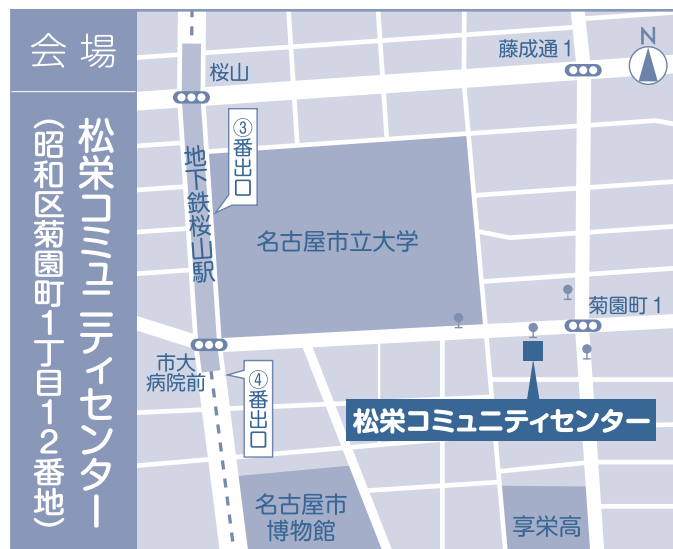 会場
松栄コミュニティセンター
(昭和区菊園町1丁目12番地)
桜山
藤成通1
N
③番出口
地下鉄桜山駅
名古屋市立大学
菊園町1
市大
病院前
④番出口
松栄コミュニティセンター
名古屋市
博物館
享栄高